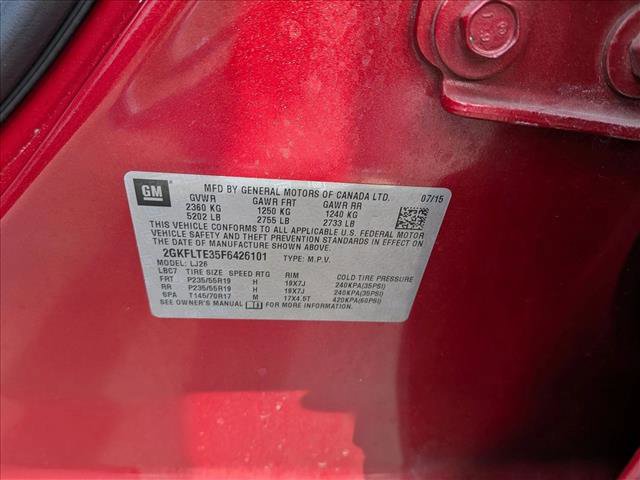 GM
MFD BY GENERAL MOTORS OF CANADA LTD. 07/15
GVWR GAWR FRT GAWR RR
2360 KG 1250 KG 1240 KG
5202 LB 2755 LB 2733 LB
THIS VEHICLE CONFORMS TO ALL APPLICABLE U.S. FEDERAL MOTOR
VEHICLE SAFETY STANDARDS IN EFFECT ON THE DATE OF
MANUFACTURE SHOWN ABOVE.
2GKFLTE35F6426101 TYPE: M.P.V.
MODEL: LJ26
LBC7 TIRE SIZE SPEED RTG RIM COLD TIRE PRESSURE
FRT P235/55R19 H 19X7J 240KPA(35PSI)
RR P235/55R19 H 19X7J 240KPA(35PSI)
SPA T145/70R17 M 17X4.5T 420KPA(60PSI)
SEE OWNER'S MANUAL FOR MORE INFORMATION.